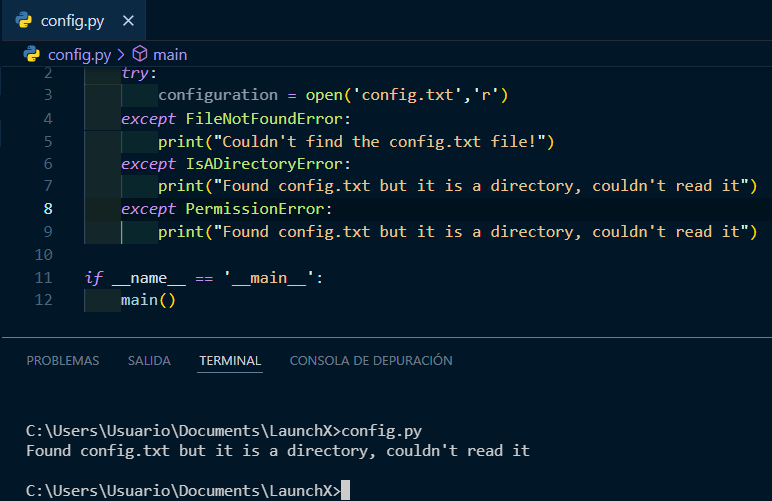 config.py
config.py > main
2 try:
3 configuration = open('config.txt','r')
4 except FileNotFoundError:
5 print("Couldn't find the config.txt file!")
6 except IsADirectoryError:
7 print("Found config.txt but it is a directory, couldn't read it")
8 except PermissionError:
9 print("Found config.txt but it is a directory, couldn't read it")
10
11 if __name__ == '__main__':
12 main()
PROBLEMAS SALIDA TERMINAL CONSOLA DE DEPURACIÓN
C:\Users\Usuario\Documents\LaunchX>config.py
Found config.txt but it is a directory, couldn't read it
C:\Users\Usuario\Documents\LaunchX>